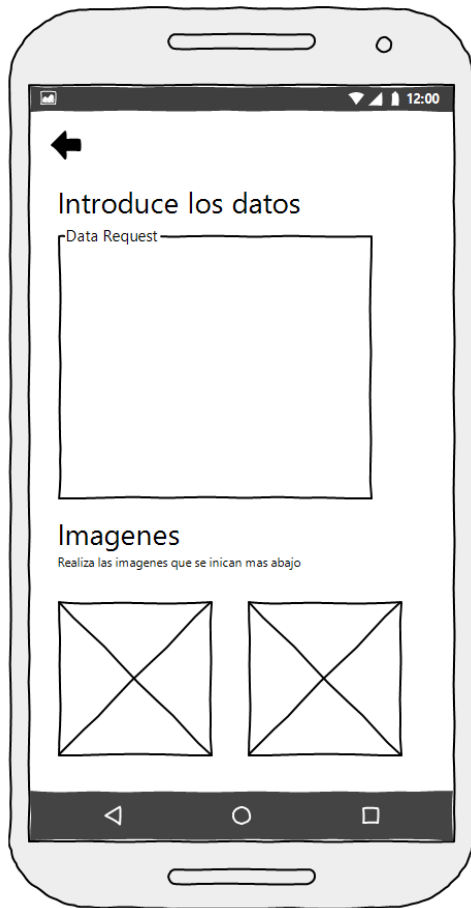 12:00
Introduce los datos
Data Request
Imagenes
Realiza las imagenes que se inican mas abajo